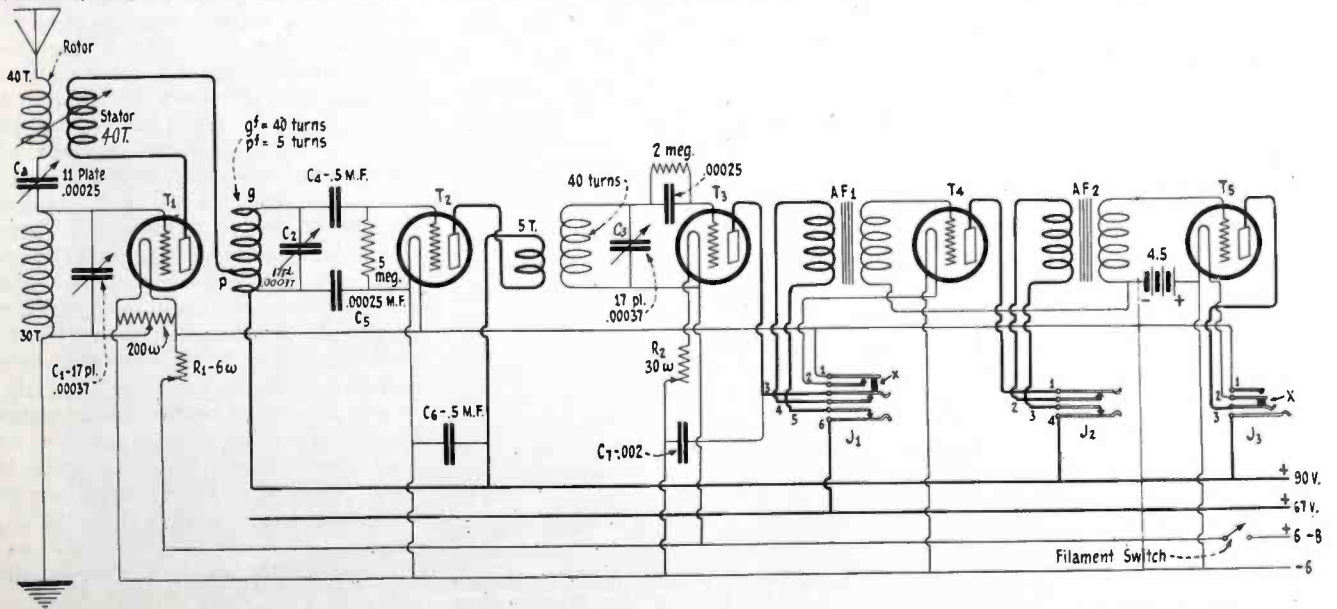 Rotor
40T.
Stator
40T.
Ca
11 Plate
.00025
T1
30T
200ω
C1-17 pl.
.00037
R1-6ω
gf = 40 turns
pf = 5 turns
g
p
C2
17 pl.
.00037
C4-.5 M.F.
5
meg.
.00025 M.F.
C5
T2
C6-.5 M.F.
5 T.
40 turns
C3
17 pl.
.00037
2 meg.
.00025
T3
R2
30ω
C7-.002
AF1
T4
1
2
3
4
5
6
X
J1
AF2
4.5
- +
T5
1
2
3
4
J2
1
2
3
X
J3
+ 90 V.
+ 67 V.
+ 6 -B
Filament Switch
-6